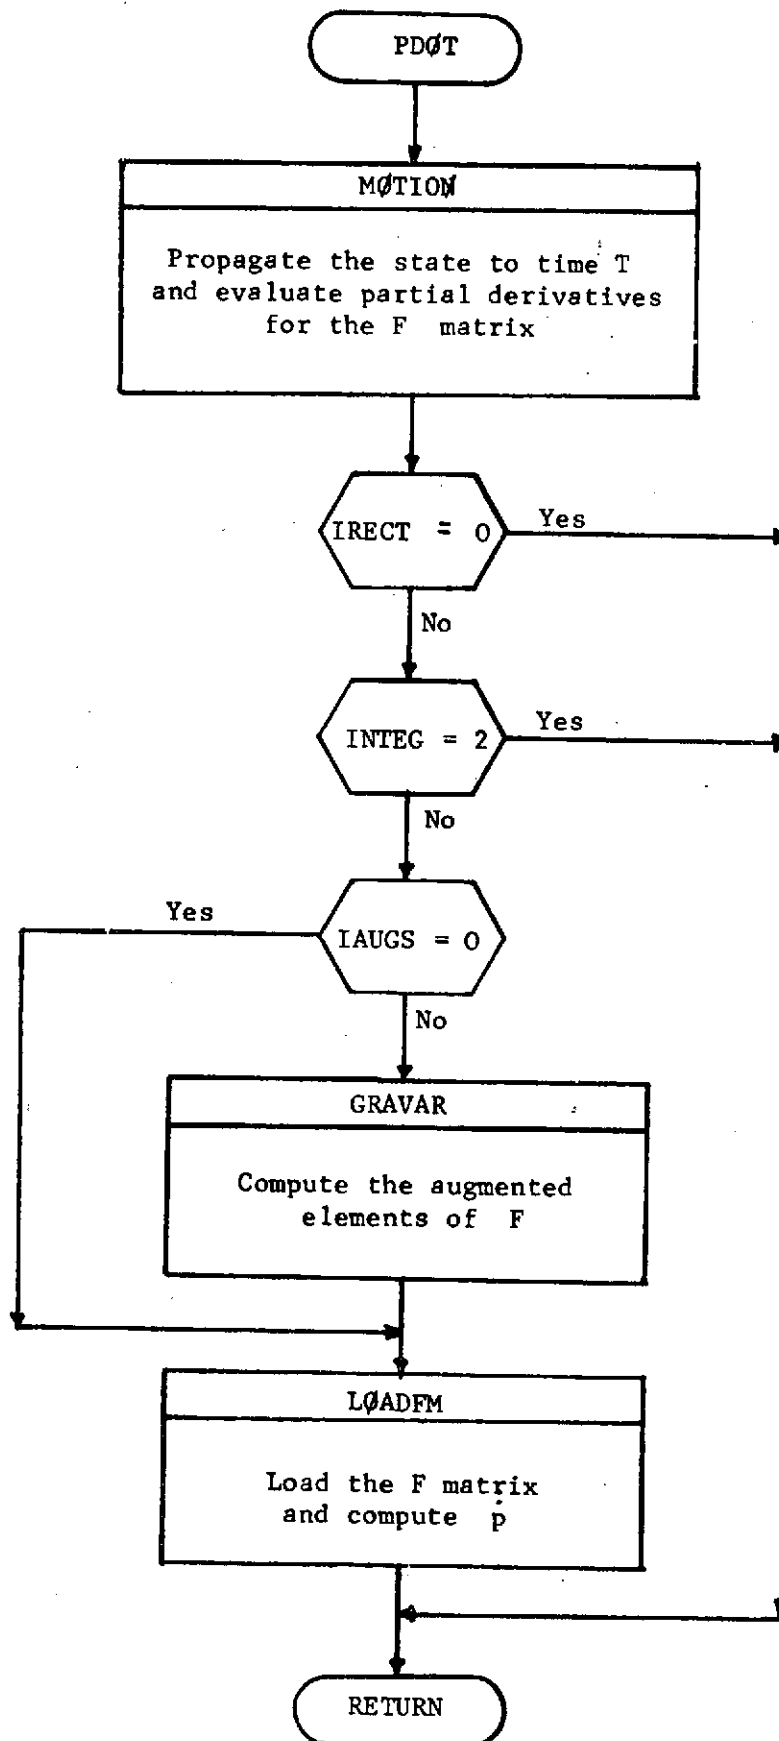 PDØT
MØTION
Propagate the state to time T
and evaluate partial derivatives
for the F matrix
IRECT = 0
Yes
No
INTEG = 2
Yes
No
Yes
IAUGS = 0
No
GRAVAR
Compute the augmented
elements of F
LØADFM
Load the F matrix
and compute ṗ
RETURN